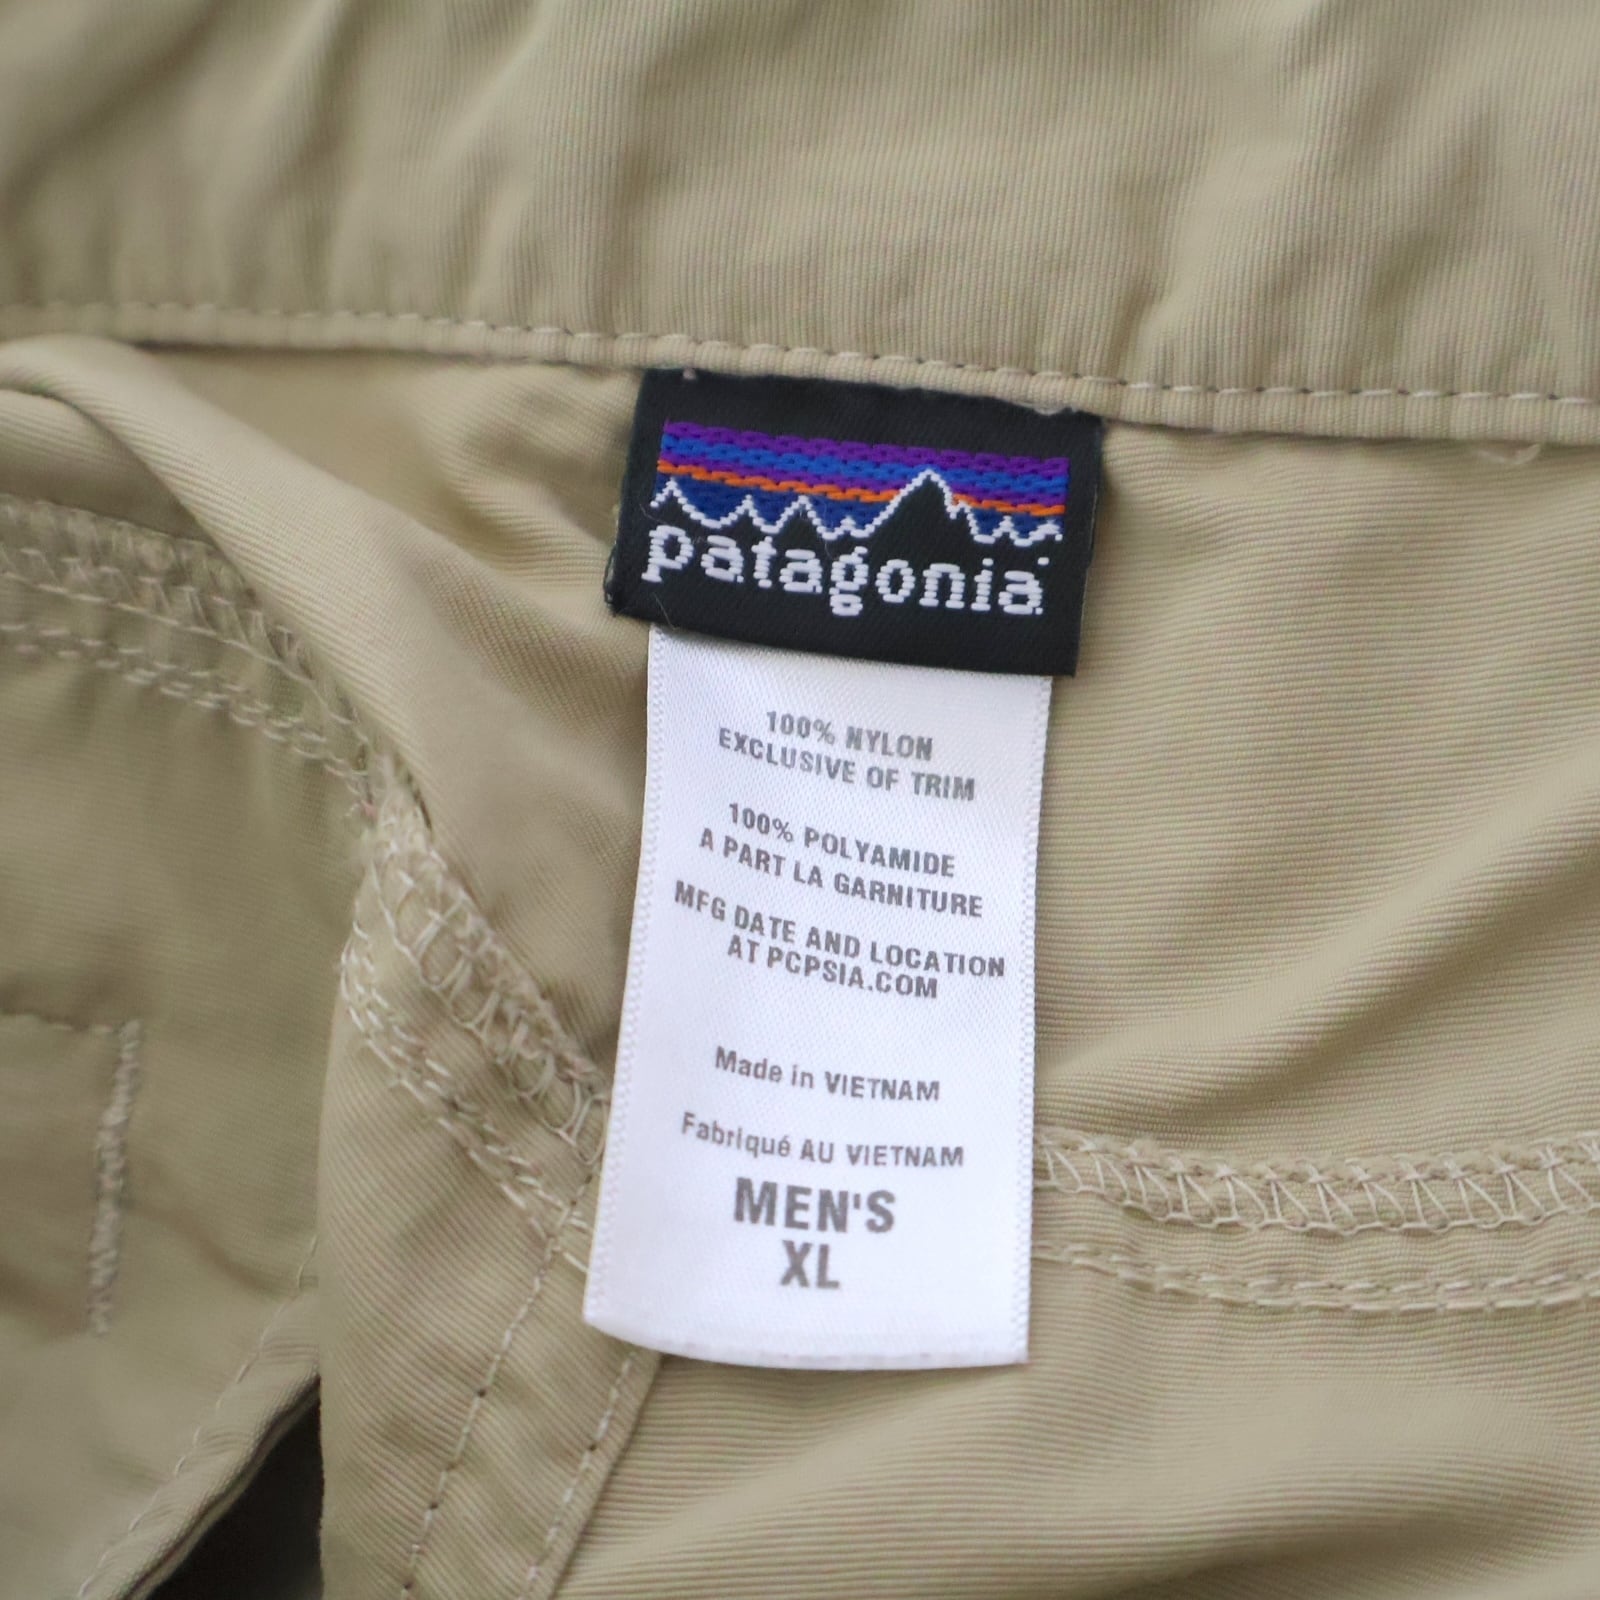 patagonia
100% NYLON
EXCLUSIVE OF TRIM
100% POLYAMIDE
A PART LA GARNITURE
MFG DATE AND LOCATION
AT PCPSIA.COM
Made in VIETNAM
Fabriqué AU VIETNAM
MEN'S
XL